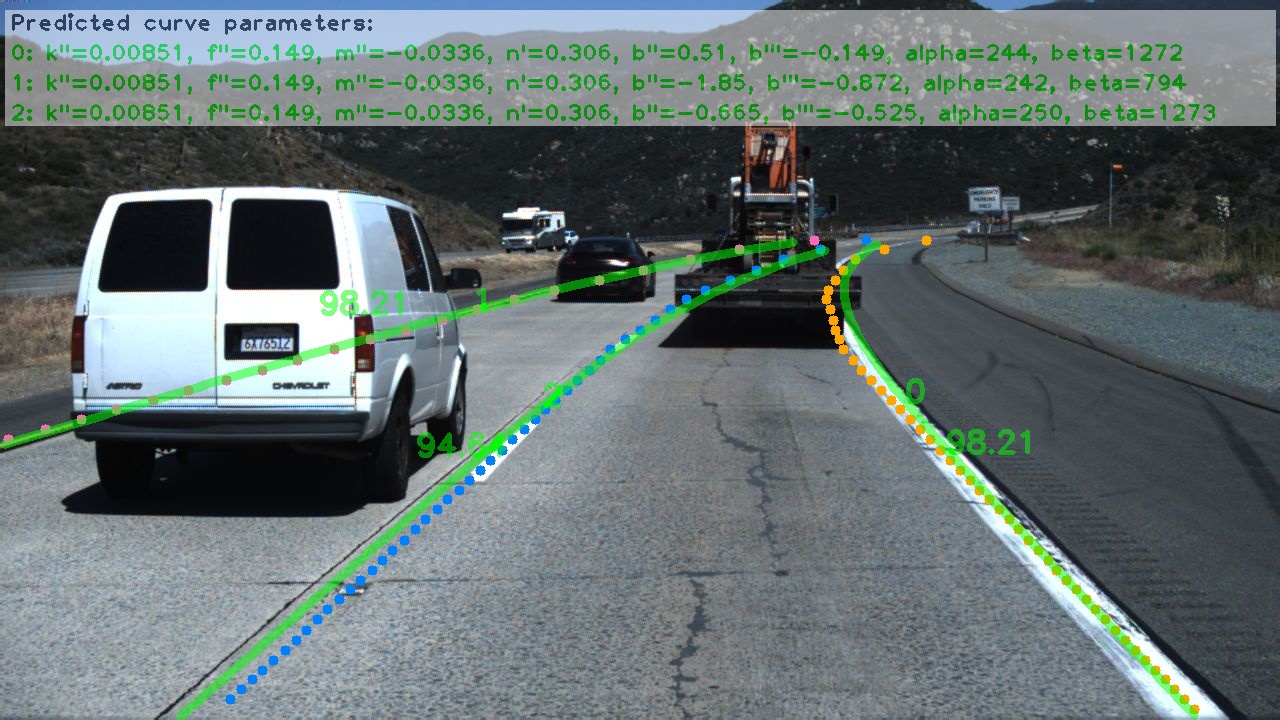 Predicted curve parameters:
0: k''=0.00851, f''=0.149, m''=-0.0336, n'=0.306, b''=0.51, b'''=-0.149, alpha=244, beta=1272
1: k''=0.00851, f''=0.149, m''=-0.0336, n'=0.306, b''=-1.85, b'''=-0.872, alpha=242, beta=794
2: k''=0.00851, f''=0.149, m''=-0.0336, n'=0.306, b''=-0.665, b'''=-0.525, alpha=250, beta=1273
EMERGENCY
PARKING
ONLY
98.21
1
6X76512
ASTRO
CHEVROLET
2
0
98.21